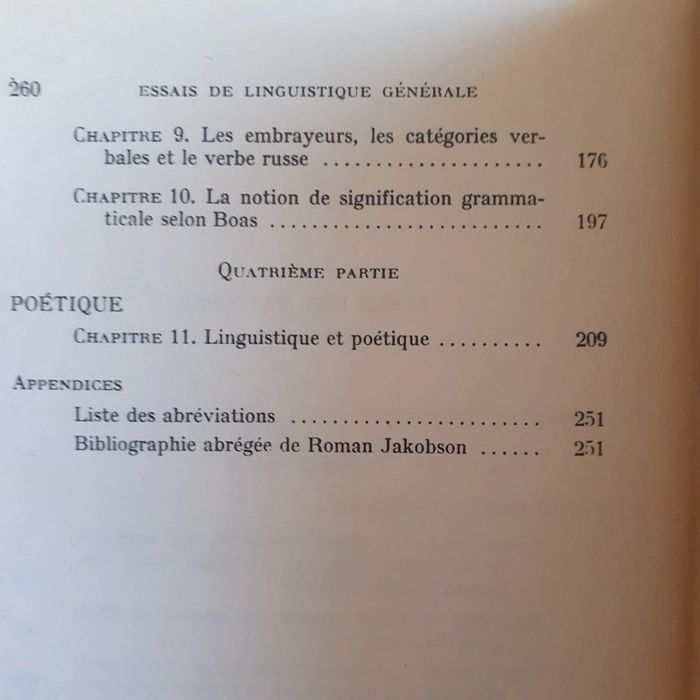 260 ESSAIS DE LINGUISTIQUE GÉNÉRALE
CHAPITRE 9. Les embrayeurs, les catégories ver-
bales et le verbe russe ..................... 176
CHAPITRE 10. La notion de signification gramma-
ticale selon Boas ......................... 197
QUATRIÈME PARTIE
POÉTIQUE
CHAPITRE 11. Linguistique et poétique .......... 209
APPENDICES
Liste des abréviations ........................ 251
Bibliographie abrégée de Roman Jakobson ...... 251